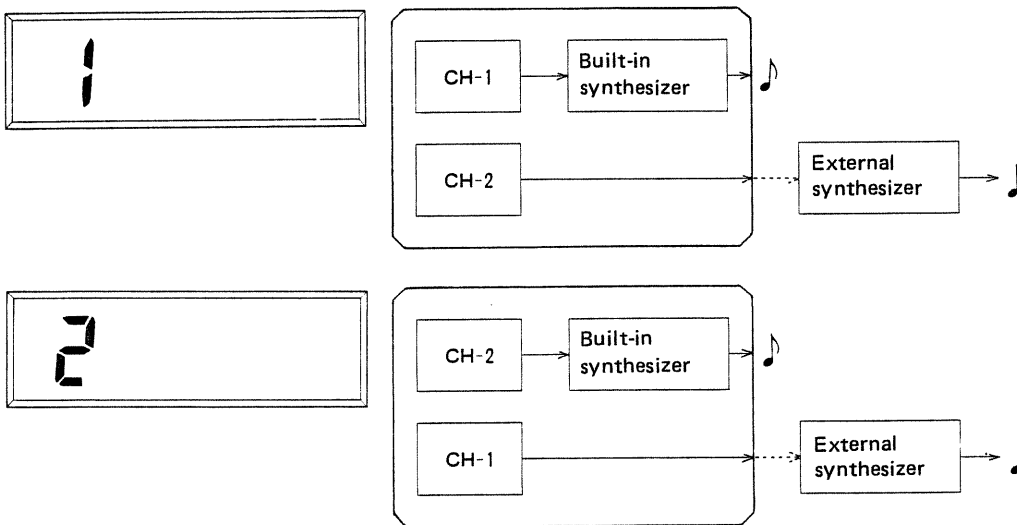 1
CH-1
Built-in
synthesizer
CH-2
External
synthesizer
2
CH-2
Built-in
synthesizer
CH-1
External
synthesizer